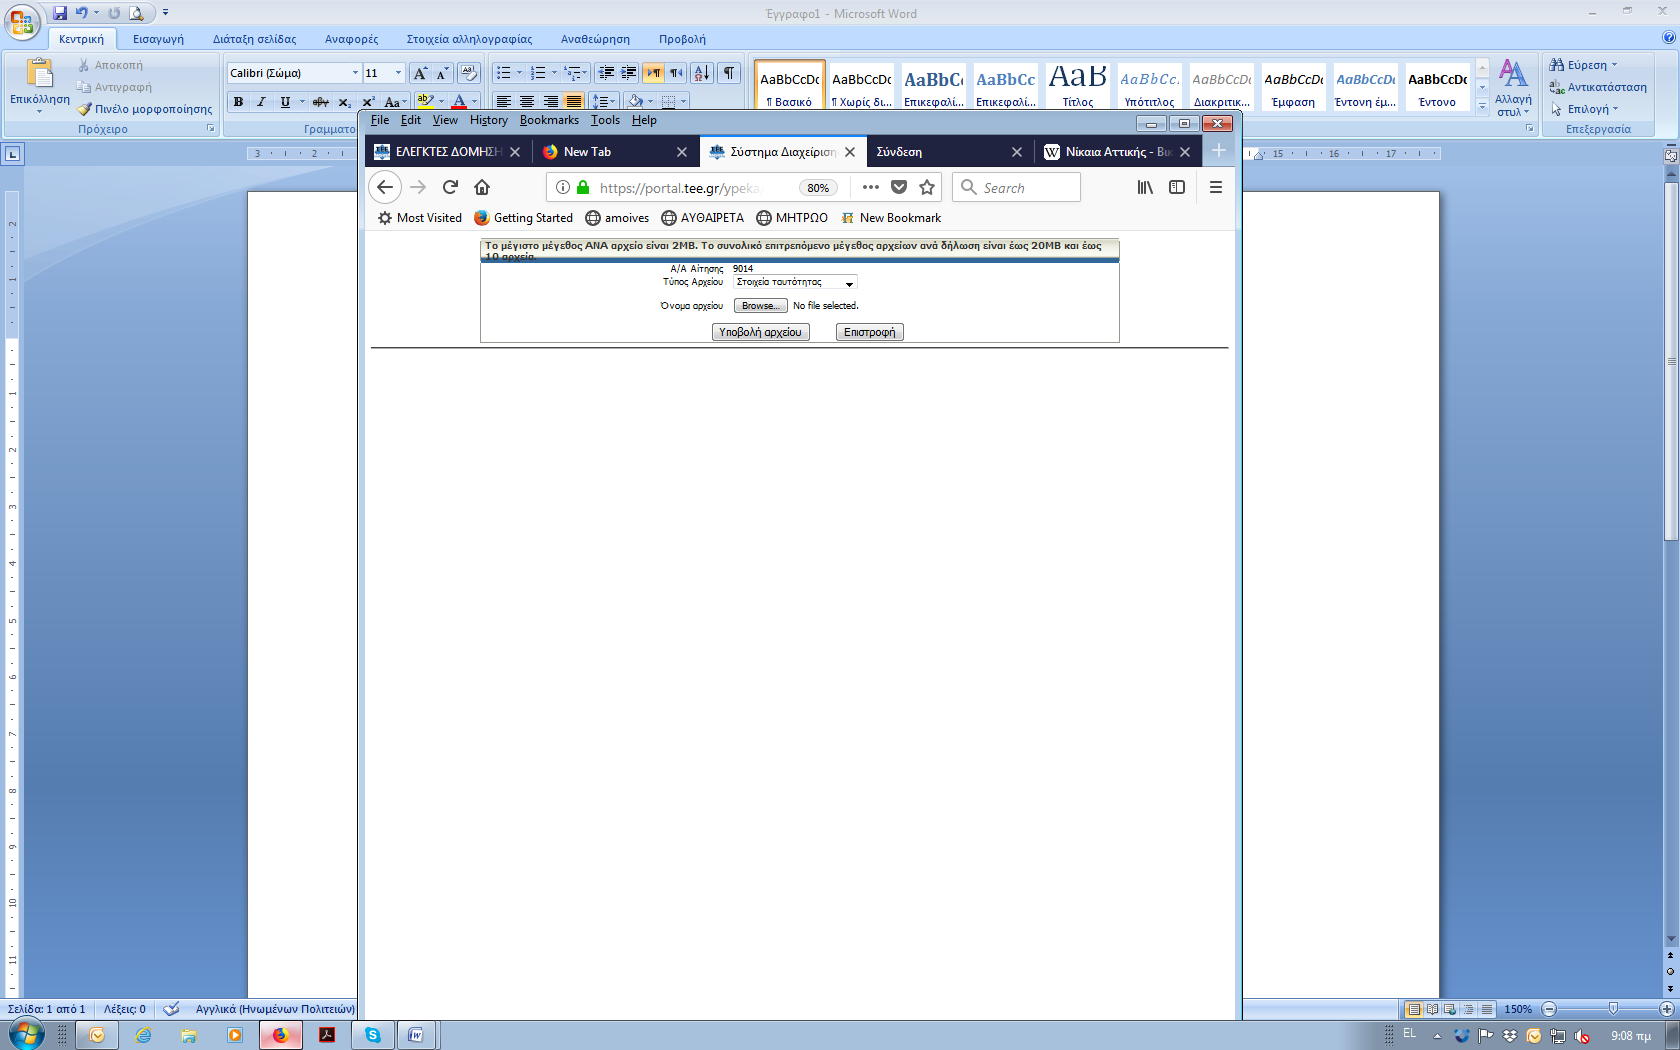 Έγγραφο1 - Microsoft Word
Κεντρική Εισαγωγή Διάταξη σελίδας Αναφορές Στοιχεία αλληλογραφίας Αναθεώρηση Προβολή
Επικόλληση
Αποκοπή
Αντιγραφή
Πινέλο μορφοποίησης
Πρόχειρο
Calibri (Σώμα) 11
Γραμματο
AaBbCcDc AaBbCcDc AaBbCc AaBbCc AaB AaBbCc. AaBbCcDc AaBbCcDc AaBbCcDc AaBbCcDc
¶ Βασικό ¶ Χωρίς δι... Επικεφαλί... Επικεφαλί... Τίτλος Υπότιτλος Διακριτικ... Έμφαση Έντονη έμ... Έντονο
Αλλαγή
στυλ
Εύρεση
Αντικατάσταση
Επιλογή
Επεξεργασία
File Edit View History Bookmarks Tools Help
ΕΛΕΓΚΤΕΣ ΔΟΜΗΣΗ New Tab Σύστημα Διαχείριση Σύνδεση Νίκαια Αττικής - Βικ
https://portal.tee.gr/ypeka 80% Search
Most Visited Getting Started amoives ΑΥΘΑΙΡΕΤΑ ΜΗΤΡΩΟ New Bookmark
Το μέγιστο μέγεθος ΑΝΑ αρχείο είναι 2MB. Το συνολικό επιτρεπόμενο μέγεθος αρχείων ανά δήλωση είναι έως 20MB και έως
10 αρχεία.
Α/Α Αίτησης 9014
Τύπος Αρχείου Στοιχεία ταυτότητας
Όνομα αρχείου Browse... No file selected.
Υποβολή αρχείου Επιστροφή
Σελίδα: 1 από 1 Λέξεις: 0 Αγγλικά (Ηνωμένων Πολιτειών) 150%
EL 9:08 πμ